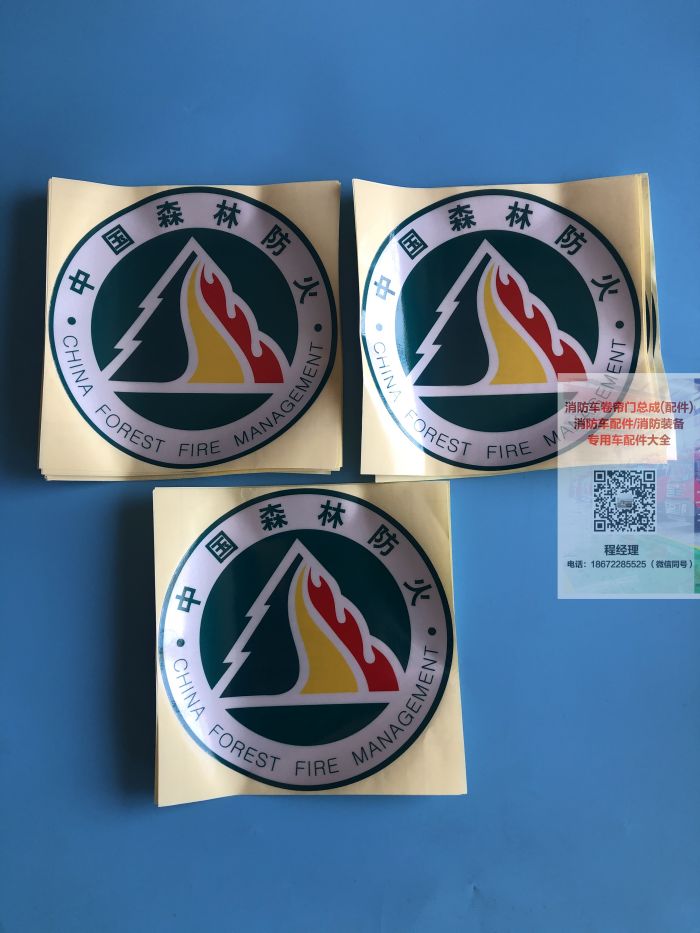 中国森林防火
CHINA FOREST FIRE MANAGEMENT
中国森林防火
CHINA FOREST FIRE MANAGEMENT
消防车卷帘门总成(配件)
消防车配件/消防装备
专用车配件大全
程经理
电话：18672285525（微信同号）
中国森林防火
CHINA FOREST FIRE MANAGEMENT